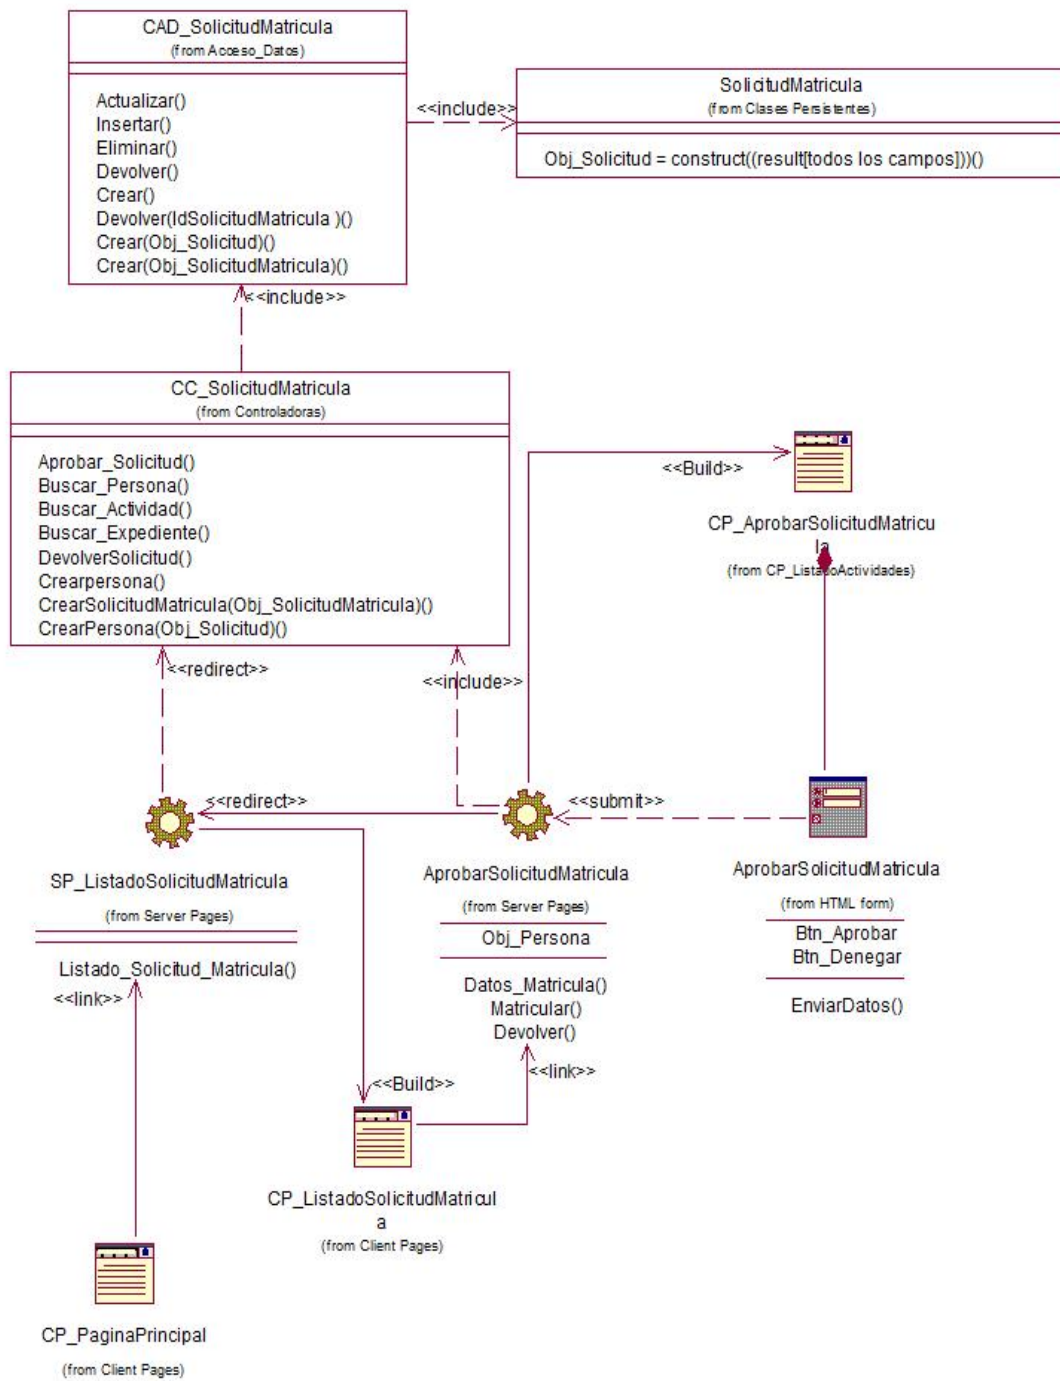 CAD_SolicitudMatricula
(from Acceso_Datos)
Actualizar()
Insertar()
Eliminar()
Devolver()
Crear()
Devolver(IdSolicitudMatricula )()
Crear(Obj_Solicitud)()
Crear(Obj_SolicitudMatricula)()
<<include>>
SolicitudMatricula
(from Clases Persistentes)
Obj_Solicitud = construct((result[todos los campos]))()
<<include>>
CC_SolicitudMatricula
(from Controladoras)
Aprobar_Solicitud()
Buscar_Persona()
Buscar_Actividad()
Buscar_Expediente()
DevolverSolicitud()
Crearpersona()
CrearSolicitudMatricula(Obj_SolicitudMatricula)()
CrearPersona(Obj_Solicitud)()
<<Build>>
CP_AprobarSolicitudMatricu
la
(from CP_ListadoActividades)
<<redirect>>
<<include>>
<<redirect>>
<<submit>>
SP_ListadoSolicitudMatricula
(from Server Pages)
Listado_Solicitud_Matricula()
<<link>>
AprobarSolicitudMatricula
(from Server Pages)
Obj_Persona
Datos_Matricula()
Matricular()
Devolver()
AprobarSolicitudMatricula
(from HTML form)
Btn_Aprobar
Btn_Denegar
EnviarDatos()
<<Build>>
<<link>>
CP_ListadoSolicitudMatricul
a
(from Client Pages)
CP_PaginaPrincipal
(from Client Pages)